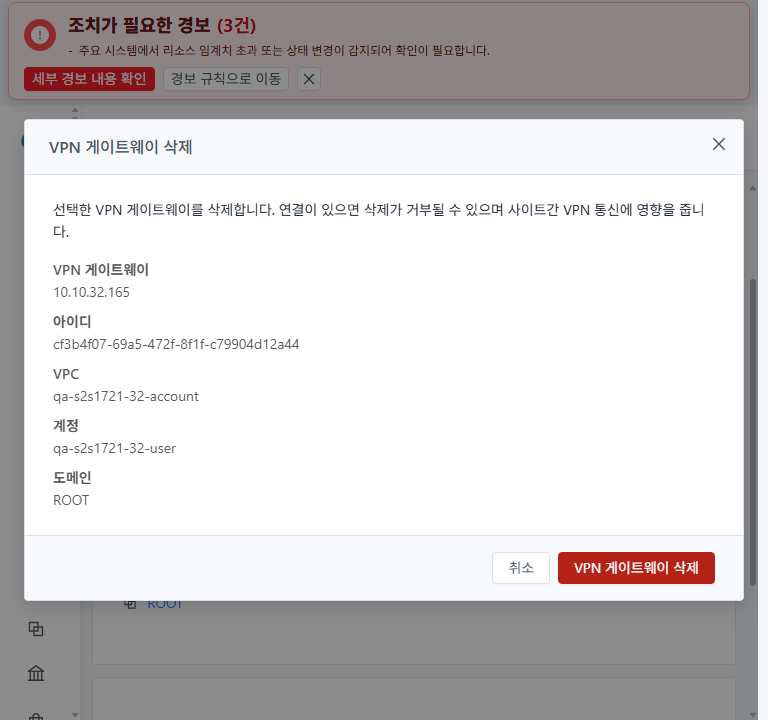 조치가 필요한 경보 (3건)
- 주요 시스템에서 리소스 임계치 초과 또는 상태 변경이 감지되어 확인이 필요합니다.
세부 경보 내용 확인
경보 규칙으로 이동
VPN 게이트웨이 삭제
선택한 VPN 게이트웨이를 삭제합니다. 연결이 있으면 삭제가 거부될 수 있으며 사이트간 VPN 통신에 영향을 줍니
다.
VPN 게이트웨이
10.10.32.165
아이디
cf3b4f07-69a5-472f-8f1f-c79904d12a44
VPC
qa-s2s1721-32-account
계정
qa-s2s1721-32-user
도메인
ROOT
취소
VPN 게이트웨이 삭제
ROOT